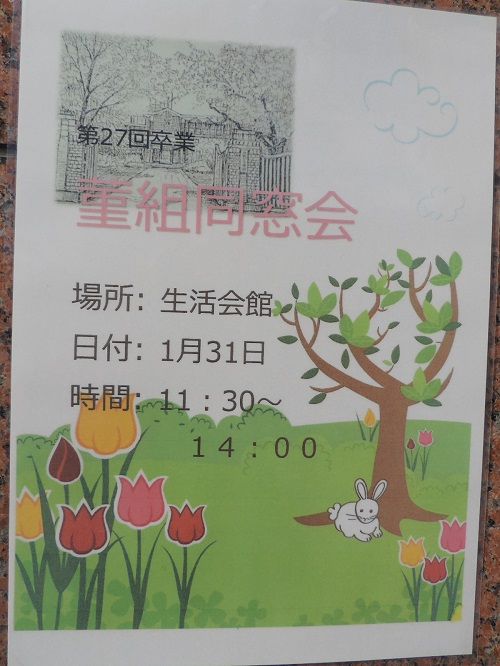 第27回卒業
菫組同窓会
場所: 生活会館
日付: 1月31日
時間: 11：30～
１４：００